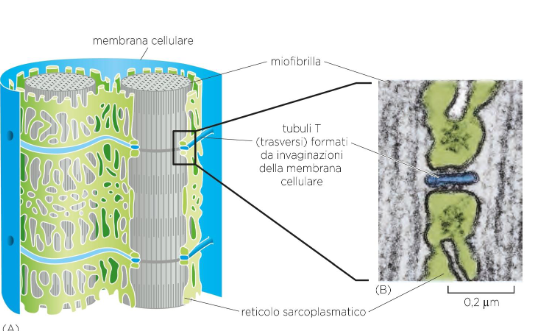 membrana cellulare
miofibrilla
tubuli T
(trasversi) formati
da invaginazioni
della membrana
cellulare
reticolo sarcoplasmatico
(A)
(B)
0,2 µm